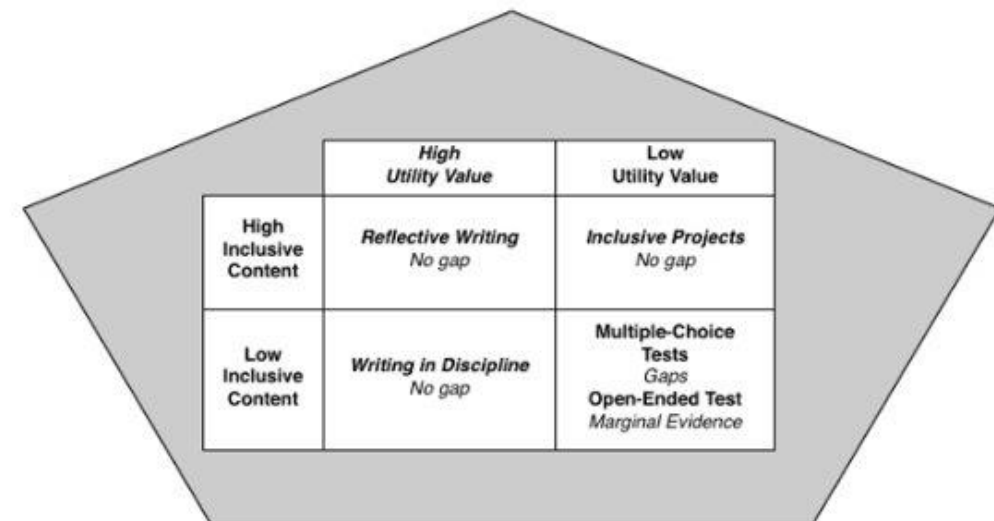 High
Utility Value
Low
Utility Value
High
Inclusive
Content
Reflective Writing
No gap
Inclusive Projects
No gap
Low
Inclusive
Content
Writing in Discipline
No gap
Multiple-Choice
Tests
Gaps
Open-Ended Test
Marginal Evidence